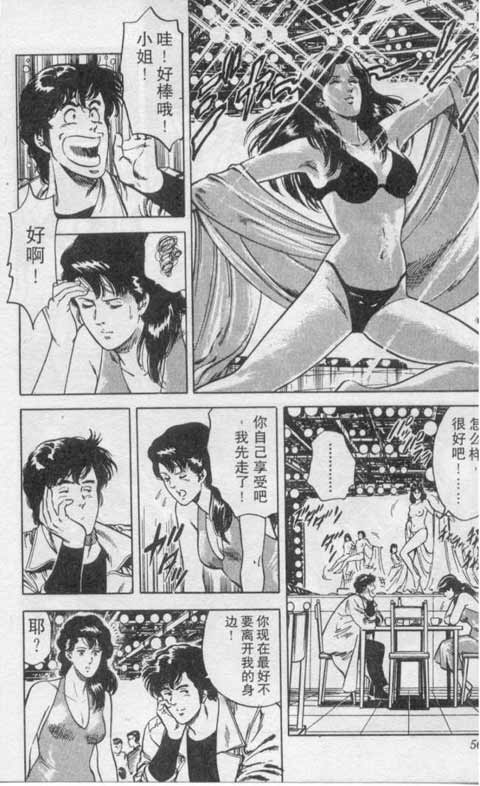 哇！好棒哦！
小姐！
好啊！
怎么样，
很好吧！……
………
你自己享受吧
，我先走了！
你现在最好不
要离开我的身
边！
耶？